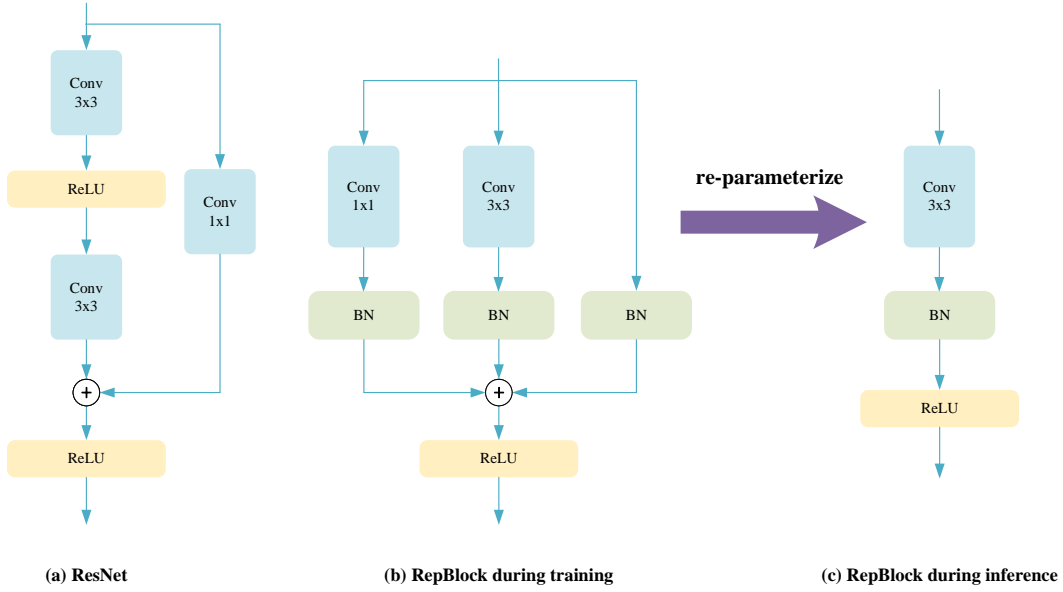 Conv
3x3
ReLU
Conv
1x1
Conv
3x3
+
ReLU
(a) ResNet
Conv
1x1
Conv
3x3
BN
BN
BN
+
ReLU
(b) RepBlock during training
re-parameterize
Conv
3x3
BN
ReLU
(c) RepBlock during inference